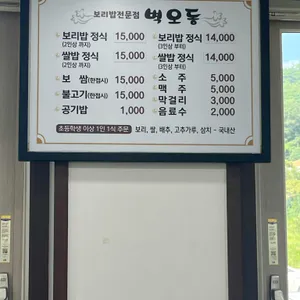 보리밥전문점 벽오동
보리밥 정식 15,000 보리밥 정식 14,000
(2인상 까지) (3인상 부터)
쌀밥 정식 15,000 쌀밥 정식 14,000
(2인상 까지) (3인상 부터)
보 쌈(한접시) 15,000 소 주 5,000
맥 주 5,000
불고기(한접시) 15,000 막걸리 3,000
공기밥 1,000 음료수 2,000
초등학생 이상 1인 1식 주문 보리, 쌀, 배추, 고추가루, 상치 - 국내산